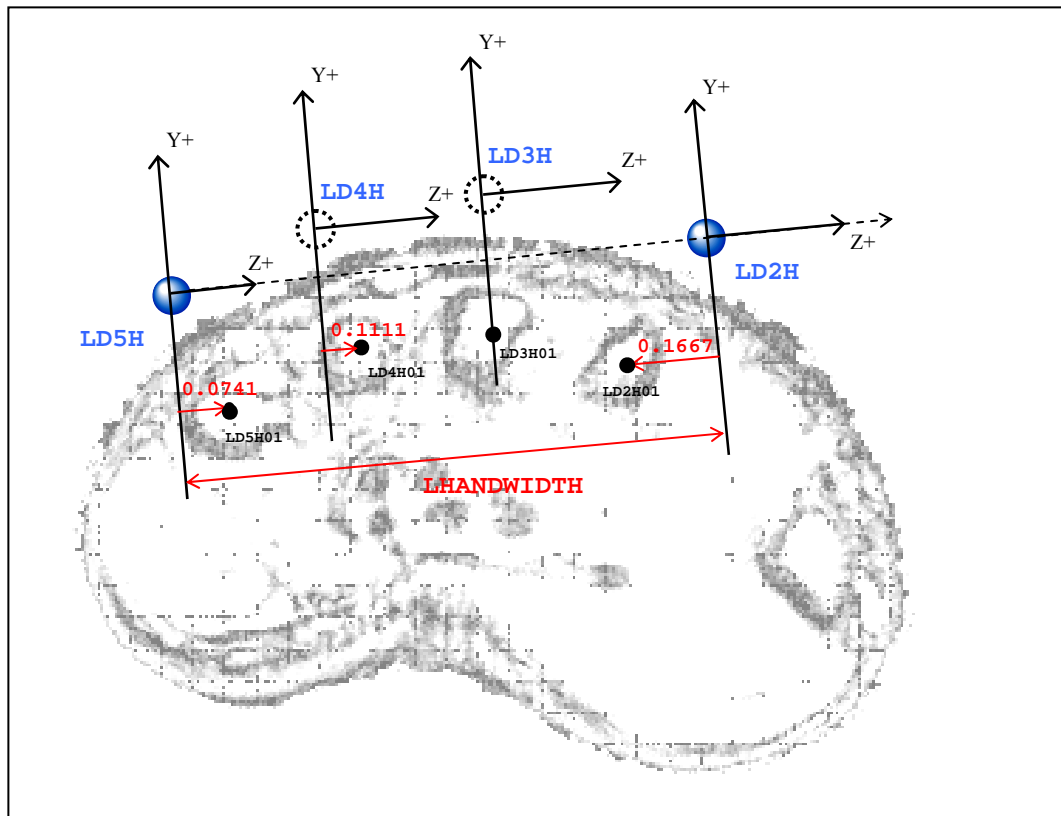 Y+
Y+
Y+
Y+
LD3H
Z+
LD4H
Z+
Z+
Z+
LD2H
LD5H
0.1111
0.1667
LD3H01
LD4H01
0.0741
LD2H01
LD5H01
LHANDWIDTH